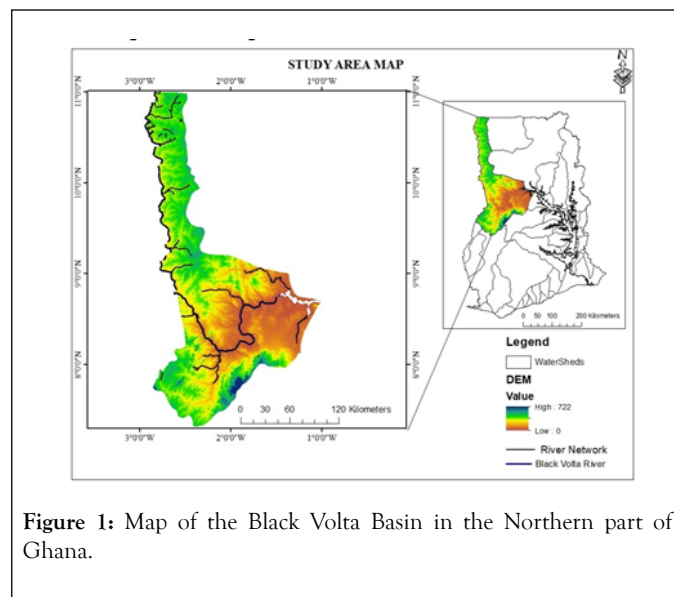 STUDY AREA MAP
N
3°0'0"W 2°0'0"W 1°0'0"W
11°0'0"N 11°0'0"N
10°0'0"N 10°0'0"N
9°0'0"N 9°0'0"N
8°0'0"N 8°0'0"N
0 30 60 120 Kilometers
3°0'0"W 2°0'0"W 1°0'0"W
0 50 100 200 Kilometers
Legend
WaterSheds
DEM
Value
High : 722
Low : 0
River Network
Black Volta River
Figure 1: Map of the Black Volta Basin in the Northern part of
Ghana.